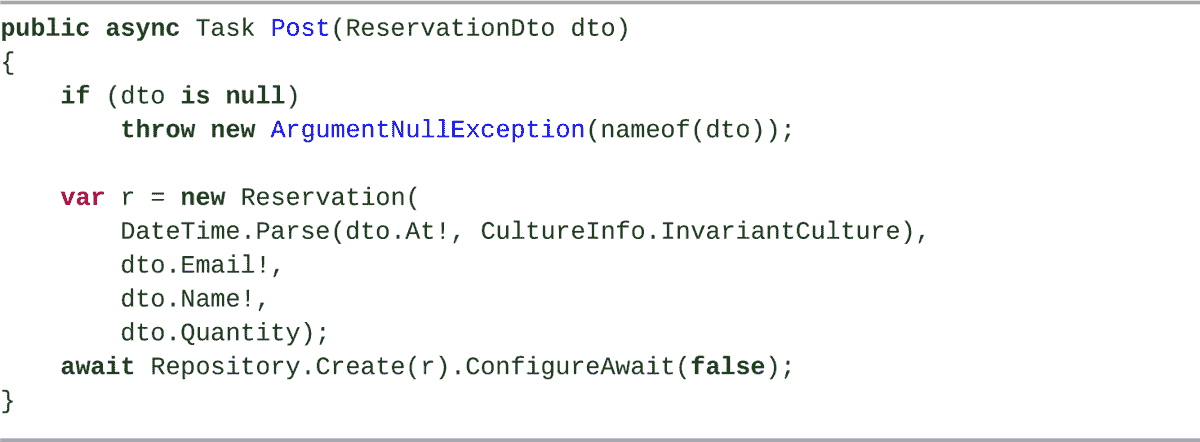 public async Task Post(ReservationDto dto)
{
    if (dto is null)
        throw new ArgumentNullException(nameof(dto));

    var r = new Reservation(
        DateTime.Parse(dto.At!, CultureInfo.InvariantCulture),
        dto.Email!,
        dto.Name!,
        dto.Quantity);
    await Repository.Create(r).ConfigureAwait(false);
}